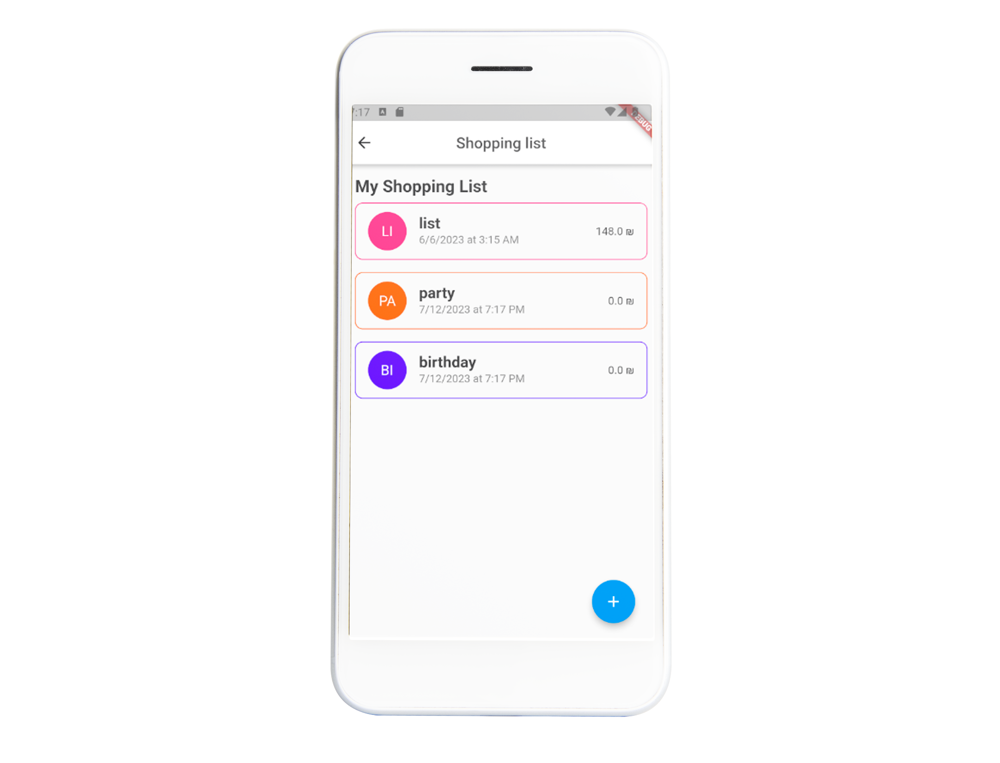 :17
DEBUG
Shopping list
My Shopping List
LI
list
6/6/2023 at 3:15 AM
148.0 ₪
PA
party
7/12/2023 at 7:17 PM
0.0 ₪
BI
birthday
7/12/2023 at 7:17 PM
0.0 ₪
+